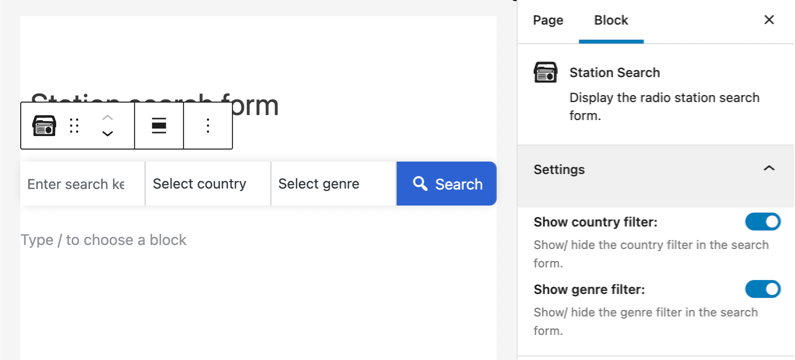 Station search form
Enter search ke
Select country
Select genre
Search
Type / to choose a block
Page
Block
Station Search
Display the radio station search
form.
Settings
Show country filter:
Show/ hide the country filter in the search
form.
Show genre filter:
Show/ hide the genre filter in the search
form.